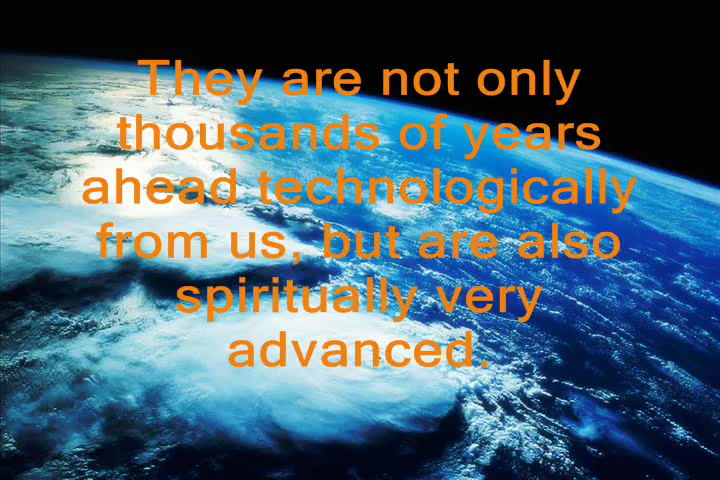 They are not only
thousands of years
ahead technologically
from us, but are also
spiritually very
advanced.